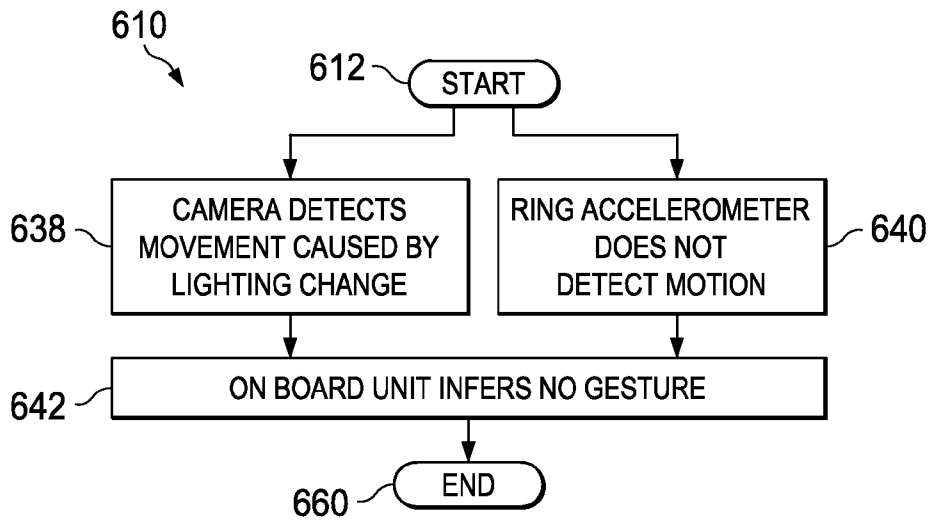 610
612
START
638
CAMERA DETECTS
MOVEMENT CAUSED BY
LIGHTING CHANGE
RING ACCELEROMETER
DOES NOT
DETECT MOTION
640
642
ON BOARD UNIT INFERS NO GESTURE
660
END